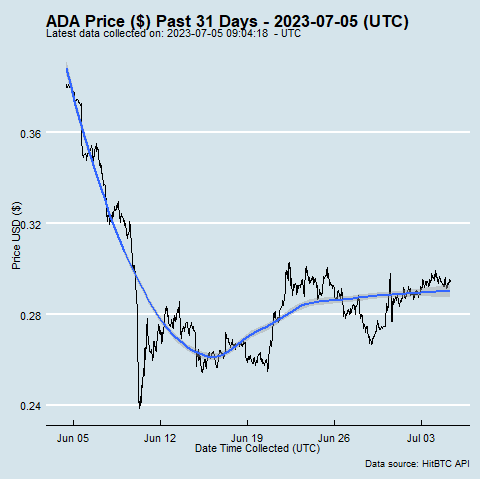 ADA Price ($) Past 31 Days - 2023-07-05 (UTC)
Latest data collected on: 2023-07-05 09:04:18 - UTC
Price USD ($)
0.36
0.32
0.28
0.24
Jun 05
Jun 12
Jun 19
Jun 26
Jul 03
Date Time Collected (UTC)
Data source: HitBTC API